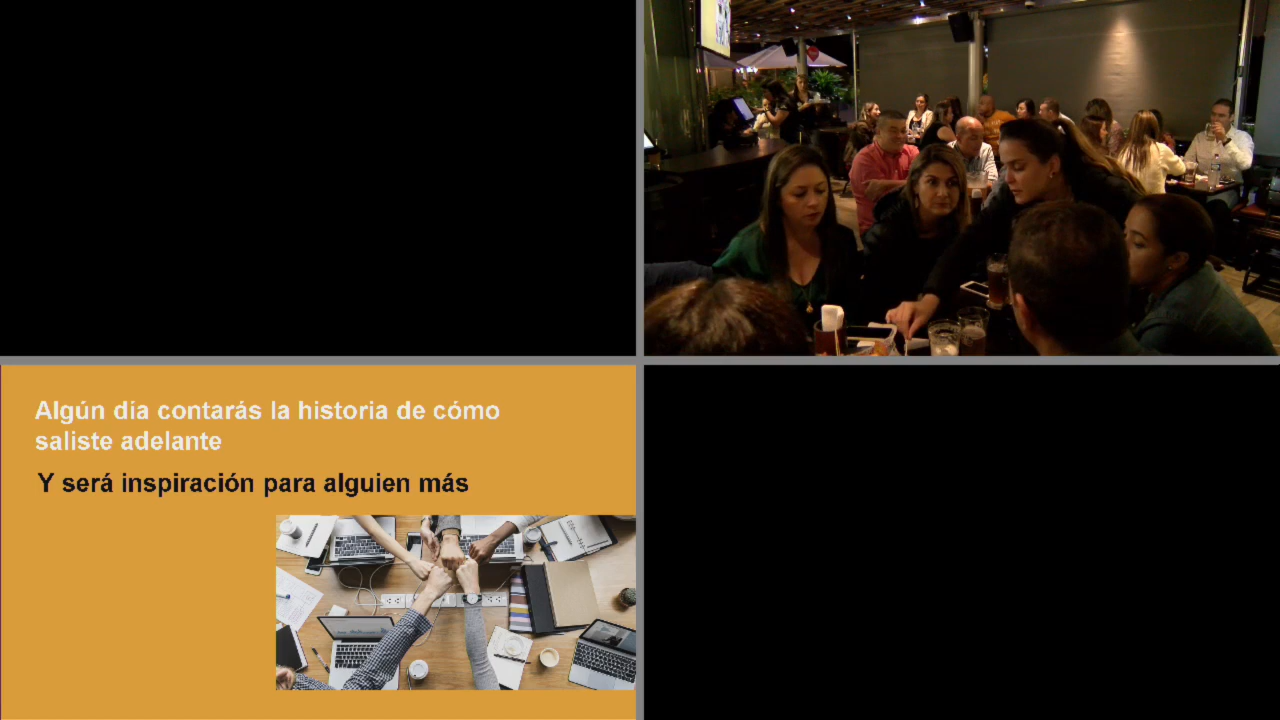 Algún día contarás la historia de cómo
saliste adelante
Y será inspiración para alguien más